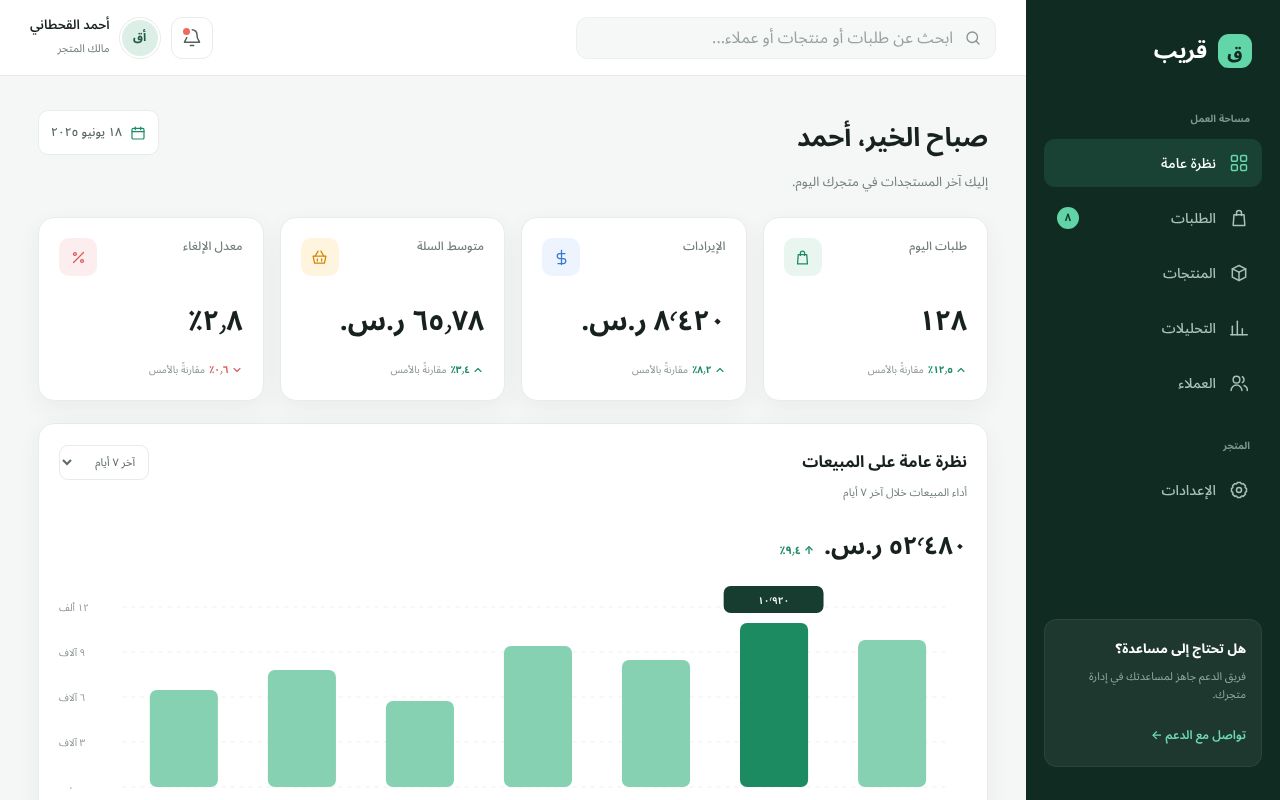 ق قريب
مساحة العمل
نظرة عامة
الطلبات ٨
المنتجات
التحليلات
العملاء
المتجر
الإعدادات
هل تحتاج إلى مساعدة؟
فريق الدعم جاهز لمساعدتك في إدارة
متجرك.
تواصل مع الدعم ←
ابحث عن طلبات أو منتجات أو عملاء...
أق
أحمد القحطاني
مالك المتجر
صباح الخير، أحمد
إليك آخر المستجدات في متجرك اليوم.
١٨ يونيو ٢٠٢٥
طلبات اليوم
١٢٨
١٢٫٥٪ مقارنةً بالأمس
الإيرادات
٨٬٤٢٠ ر.س.
٨٫٢٪ مقارنةً بالأمس
متوسط السلة
٦٥٫٧٨ ر.س.
٣٫٤٪ مقارنةً بالأمس
معدل الإلغاء
٢٫٨٪
٠٫٦٪ مقارنةً بالأمس
نظرة عامة على المبيعات
أداء المبيعات خلال آخر ٧ أيام
آخر ٧ أيام
٥٢٬٤٨٠ ر.س. ↑ ٩٫٤٪
١٠٬٩٢٠
١٢ ألف
٩ آلاف
٦ آلاف
٣ آلاف
٠